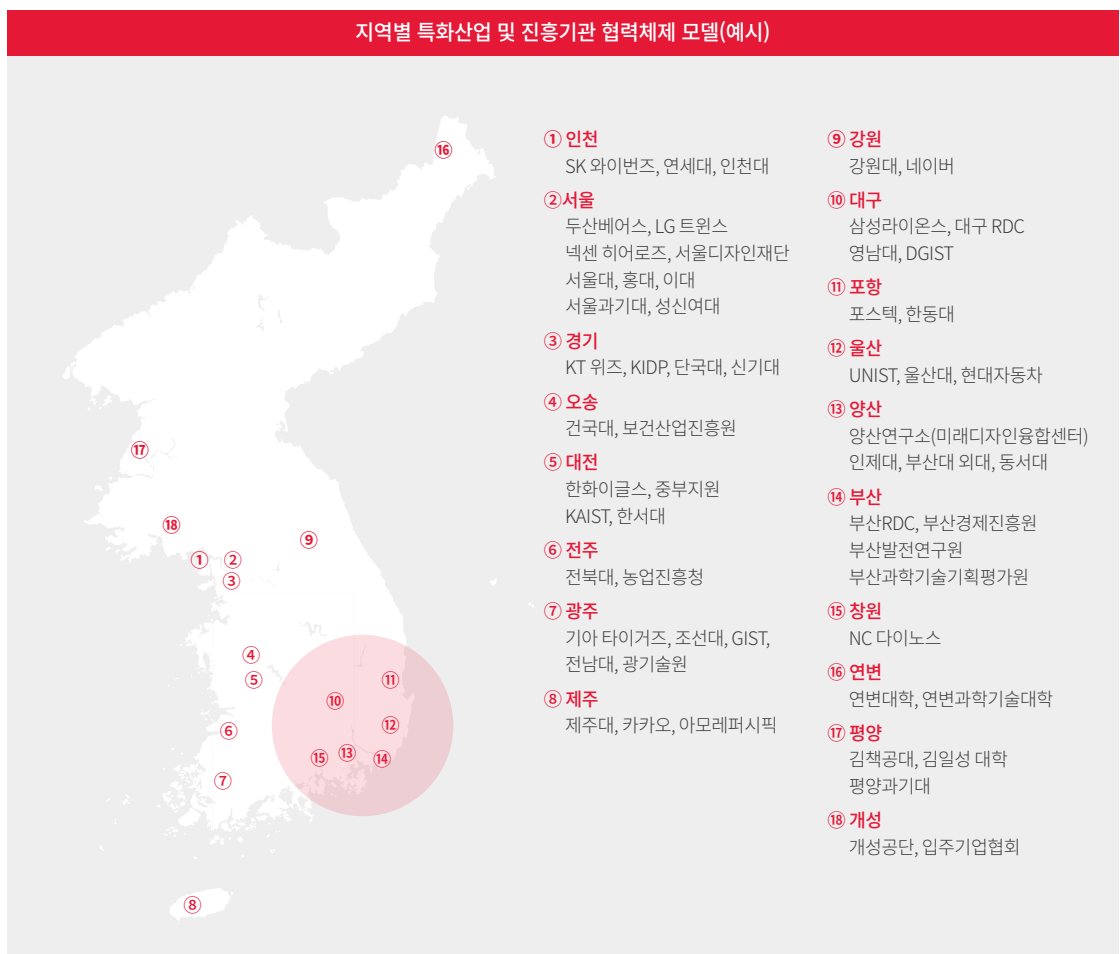 지역별 특화산업 및 진흥기관 협력체제 모델(예시)
① 인천
SK 와이번즈, 연세대, 인천대
②서울
두산베어스, LG 트윈스
넥센 히어로즈, 서울디자인재단
서울대, 홍대, 이대
서울과기대, 성신여대
③ 경기
KT 위즈, KIDP, 단국대, 신기대
④ 오송
건국대, 보건산업진흥원
⑤ 대전
한화이글스, 중부지원
KAIST, 한서대
⑥ 전주
전북대, 농업진흥청
⑦ 광주
기아 타이거즈, 조선대, GIST,
전남대, 광기술원
⑧ 제주
제주대, 카카오, 아모레퍼시픽
⑨ 강원
강원대, 네이버
⑩ 대구
삼성라이온스, 대구 RDC
영남대, DGIST
⑪ 포항
포스텍, 한동대
⑫ 울산
UNIST, 울산대, 현대자동차
⑬ 양산
양산연구소(미래디자인융합센터)
인제대, 부산대 외대, 동서대
⑭ 부산
부산RDC, 부산경제진흥원
부산발전연구원
부산과학기술기획평가원
⑮ 창원
NC 다이노스
⑯ 연변
연변대학, 연변과학기술대학
⑰ 평양
김책공대, 김일성 대학
평양과기대
⑱ 개성
개성공단, 입주기업협회
⑯
⑰
⑱
⑨
①
②
③
④
⑤
⑪
⑩
⑥
⑫
⑮
⑬
⑭
⑦
⑧